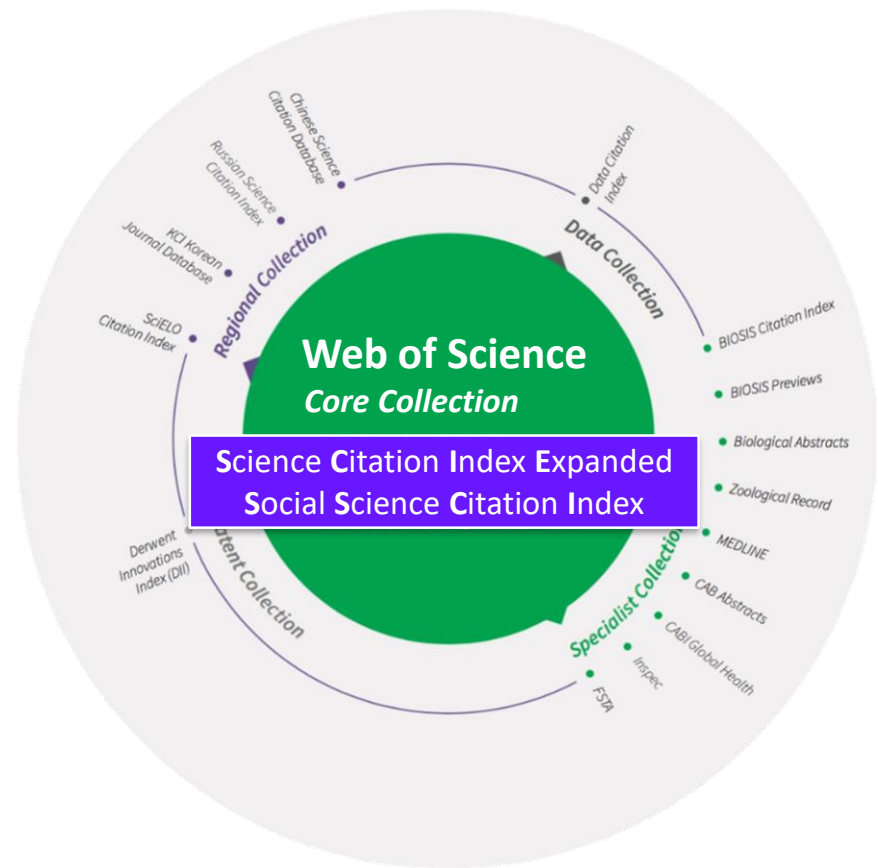 Web of Science
Core Collection
Science Citation Index Expanded
Social Science Citation Index
Regional Collection
Chinese Science
Citation Database
Russian Science
Citation Index
KCI Korean
Journal Database
SciELO
Citation Index
Data Collection
Data Citation
Index
Specialist Collection
BIOSIS Citation Index
BIOSIS Previews
Biological Abstracts
Zoological Record
MEDLINE
CAB Abstracts
CABI Global Health
Inspec
FSTA
atent Collection
Derwent
Innovations
Index (DII)